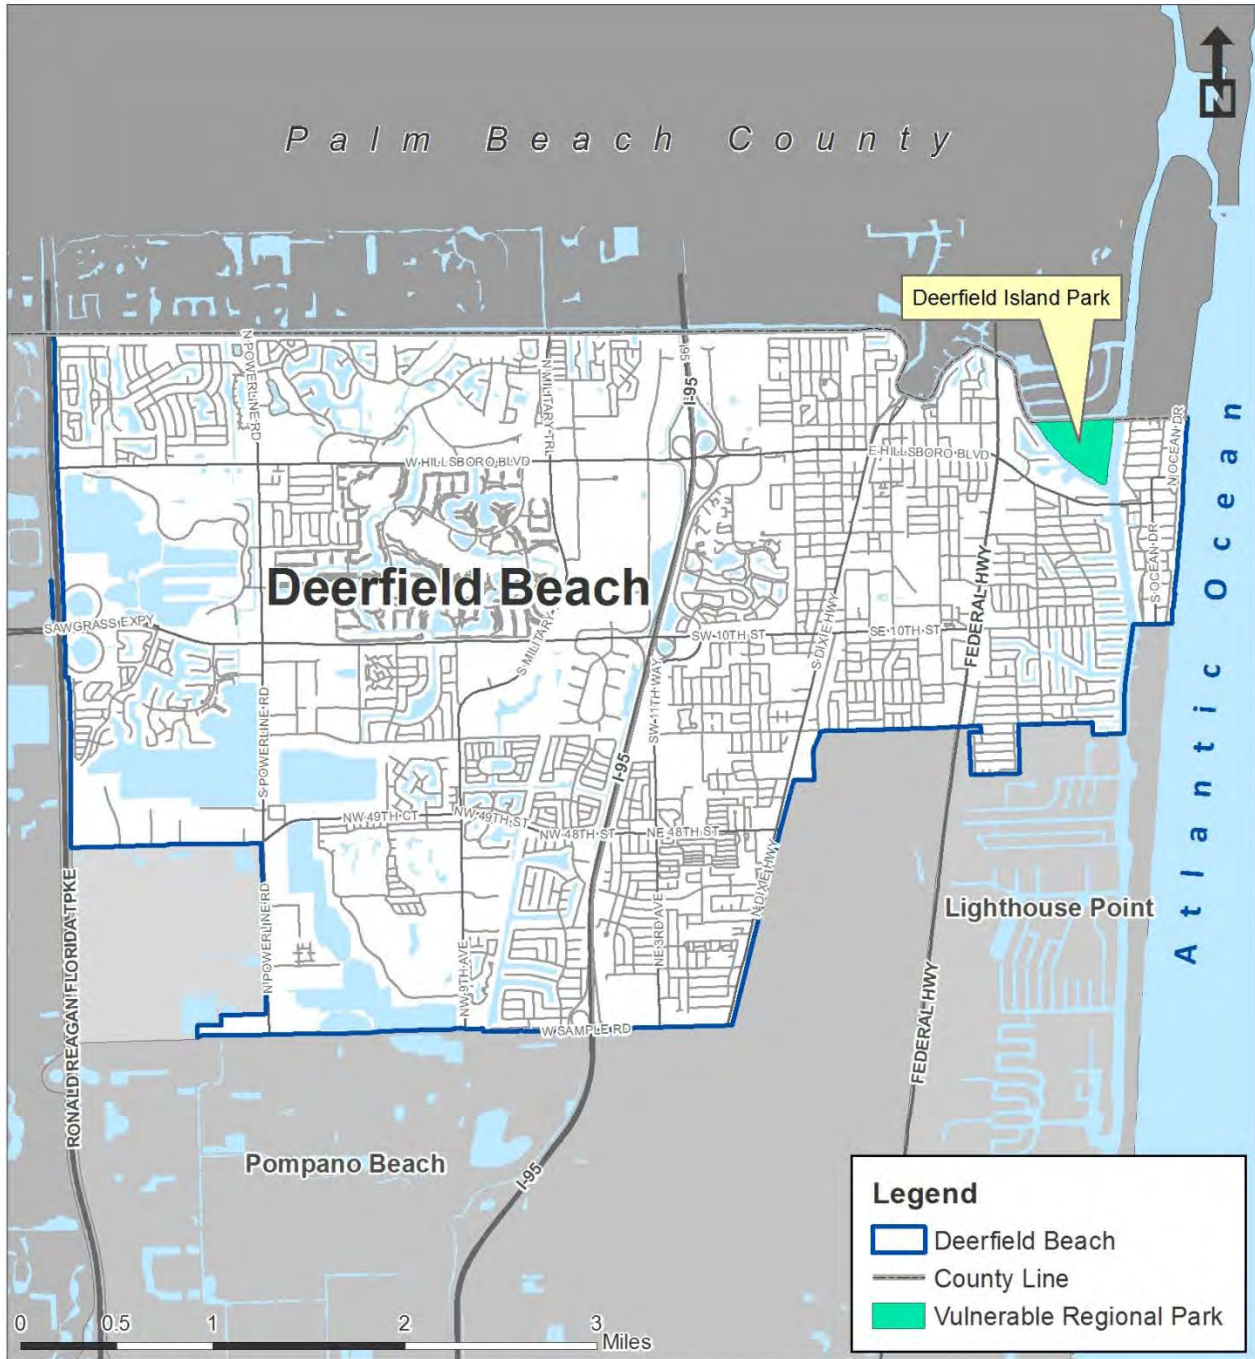 N
Palm Beach County
Deerfield Island Park
N POWERLINE RD
N MILITARY TRL
I-95
I-95
W HILLSBORO BLVD
E HILLSBORO BLVD
N OCEAN DR
S OCEAN DR
Atlantic Ocean
Deerfield Beach
SAWGRASS EXPY
S MILITARY
SW 10TH ST
SE 10TH ST
S DIXIE HWY
FEDERAL HWY
SW 11TH WAY
S POWERLINE RD
I-95
NW 49TH CT
NW 49TH ST
NW 48TH ST
NE 48TH ST
N DIXIE HWY
N POWERLINE RD
NW 9TH AVE
NE 3RD AVE
Lighthouse Point
W SAMPLE RD
RONALD REAGAN FLORIDA TPKE
FEDERAL HWY
Pompano Beach
I-95
Legend
Deerfield Beach
County Line
Vulnerable Regional Park
0 0.5 1 2 3
Miles